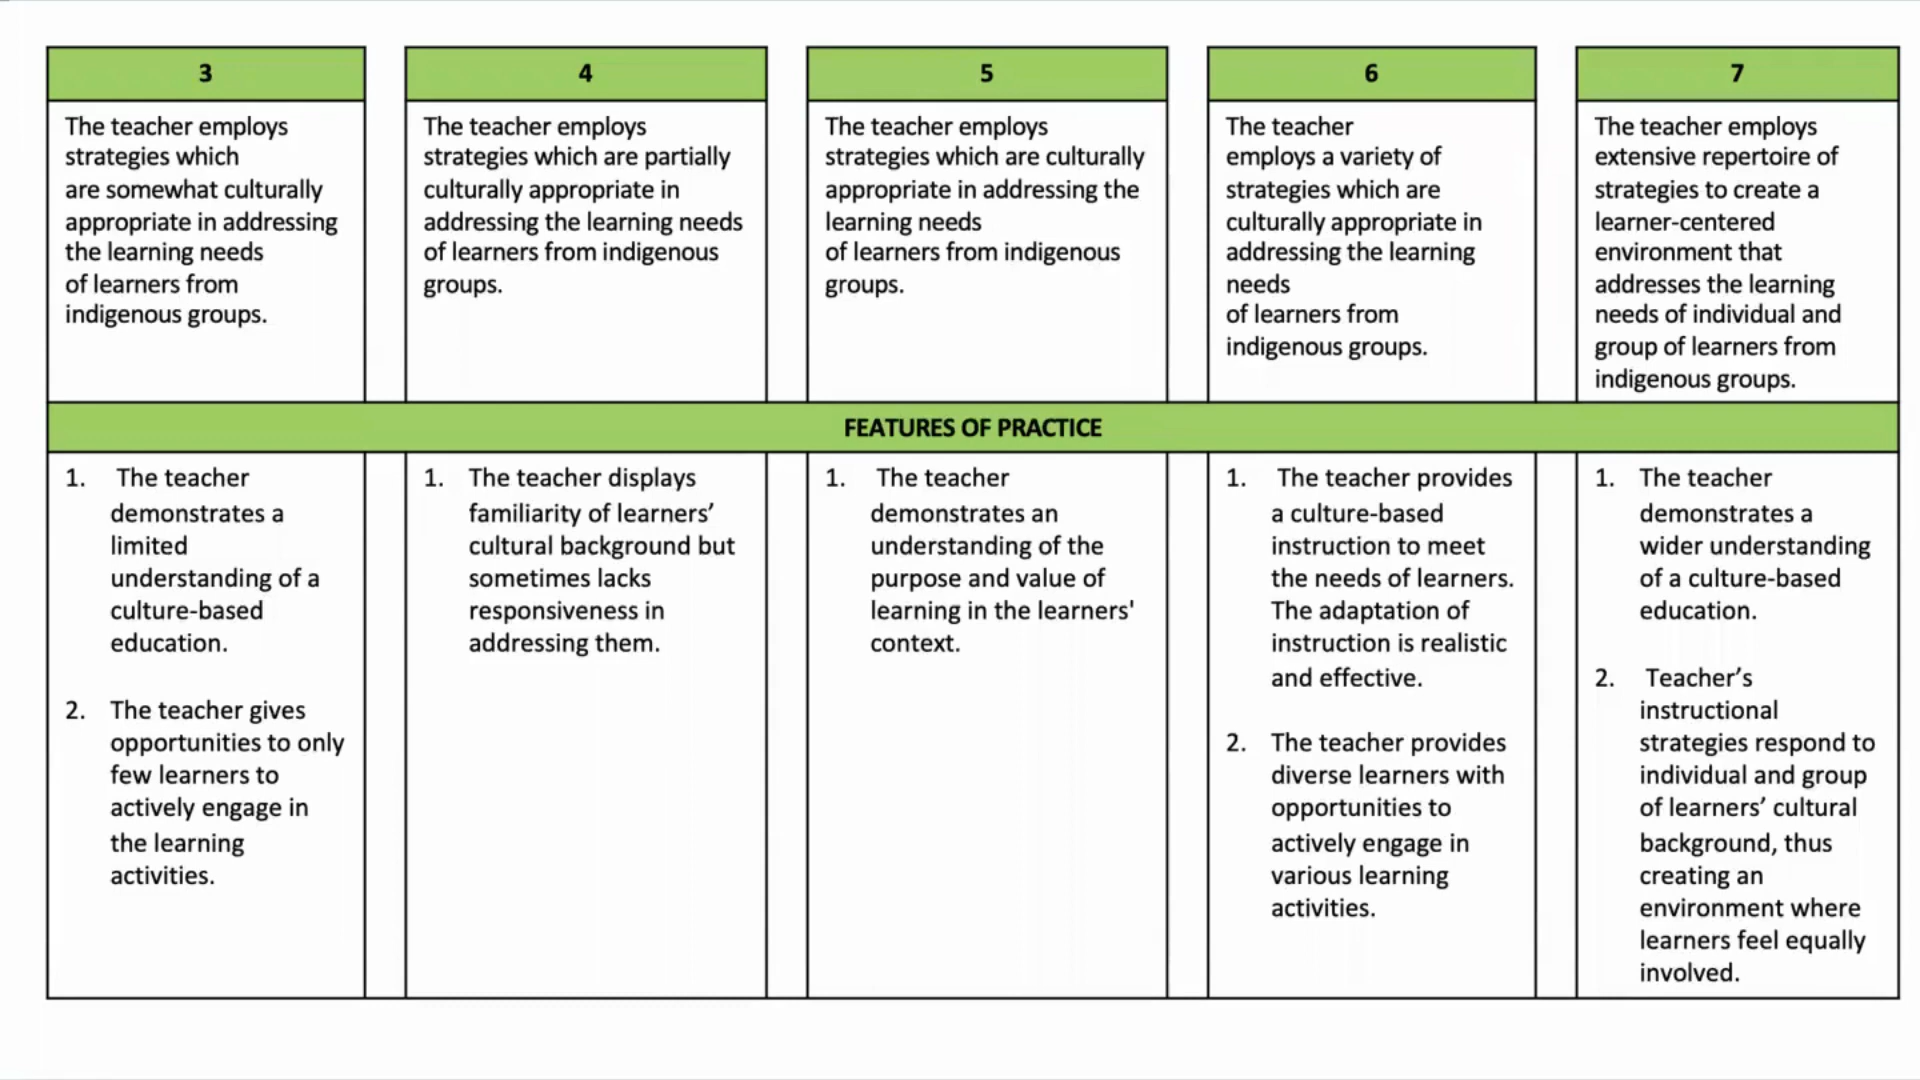 3
The teacher employs
strategies which
are somewhat culturally
appropriate in addressing
the learning needs
of learners from
indigenous groups.
4
The teacher employs
strategies which are partially
culturally appropriate in
addressing the learning needs
of learners from indigenous
groups.
5
The teacher employs
strategies which are culturally
appropriate in addressing the
learning needs
of learners from indigenous
groups.
6
The teacher
employs a variety of
strategies which are
culturally appropriate in
addressing the learning
needs
of learners from
indigenous groups.
7
The teacher employs
extensive repertoire of
strategies to create a
learner-centered
environment that
addresses the learning
needs of individual and
group of learners from
indigenous groups.
FEATURES OF PRACTICE
1. The teacher
demonstrates a
limited
understanding of a
culture-based
education.
2. The teacher gives
opportunities to only
few learners to
actively engage in
the learning
activities.
1. The teacher displays
familiarity of learners’
cultural background but
sometimes lacks
responsiveness in
addressing them.
1. The teacher
demonstrates an
understanding of the
purpose and value of
learning in the learners'
context.
1. The teacher provides
a culture-based
instruction to meet
the needs of learners.
The adaptation of
instruction is realistic
and effective.
2. The teacher provides
diverse learners with
opportunities to
actively engage in
various learning
activities.
1. The teacher
demonstrates a
wider understanding
of a culture-based
education.
2. Teacher’s
instructional
strategies respond to
individual and group
of learners’ cultural
background, thus
creating an
environment where
learners feel equally
involved.